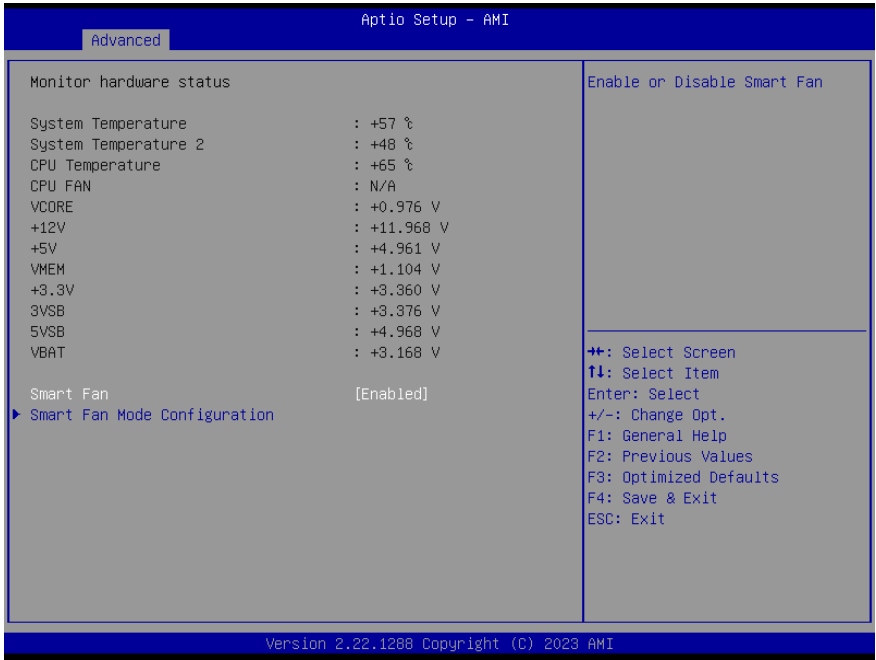 Aptio Setup - AMI
Advanced
Monitor hardware status
System Temperature : +57 ℃
System Temperature 2 : +48 ℃
CPU Temperature : +65 ℃
CPU FAN : N/A
VCORE : +0.976 V
+12V : +11.968 V
+5V : +4.961 V
VMEM : +1.104 V
+3.3V : +3.360 V
3VSB : +3.376 V
5VSB : +4.968 V
VBAT : +3.168 V
Smart Fan [Enabled]
Smart Fan Mode Configuration
Enable or Disable Smart Fan
→←: Select Screen
↑↓: Select Item
Enter: Select
+/-: Change Opt.
F1: General Help
F2: Previous Values
F3: Optimized Defaults
F4: Save & Exit
ESC: Exit
Version 2.22.1288 Copyright (C) 2023 AMI